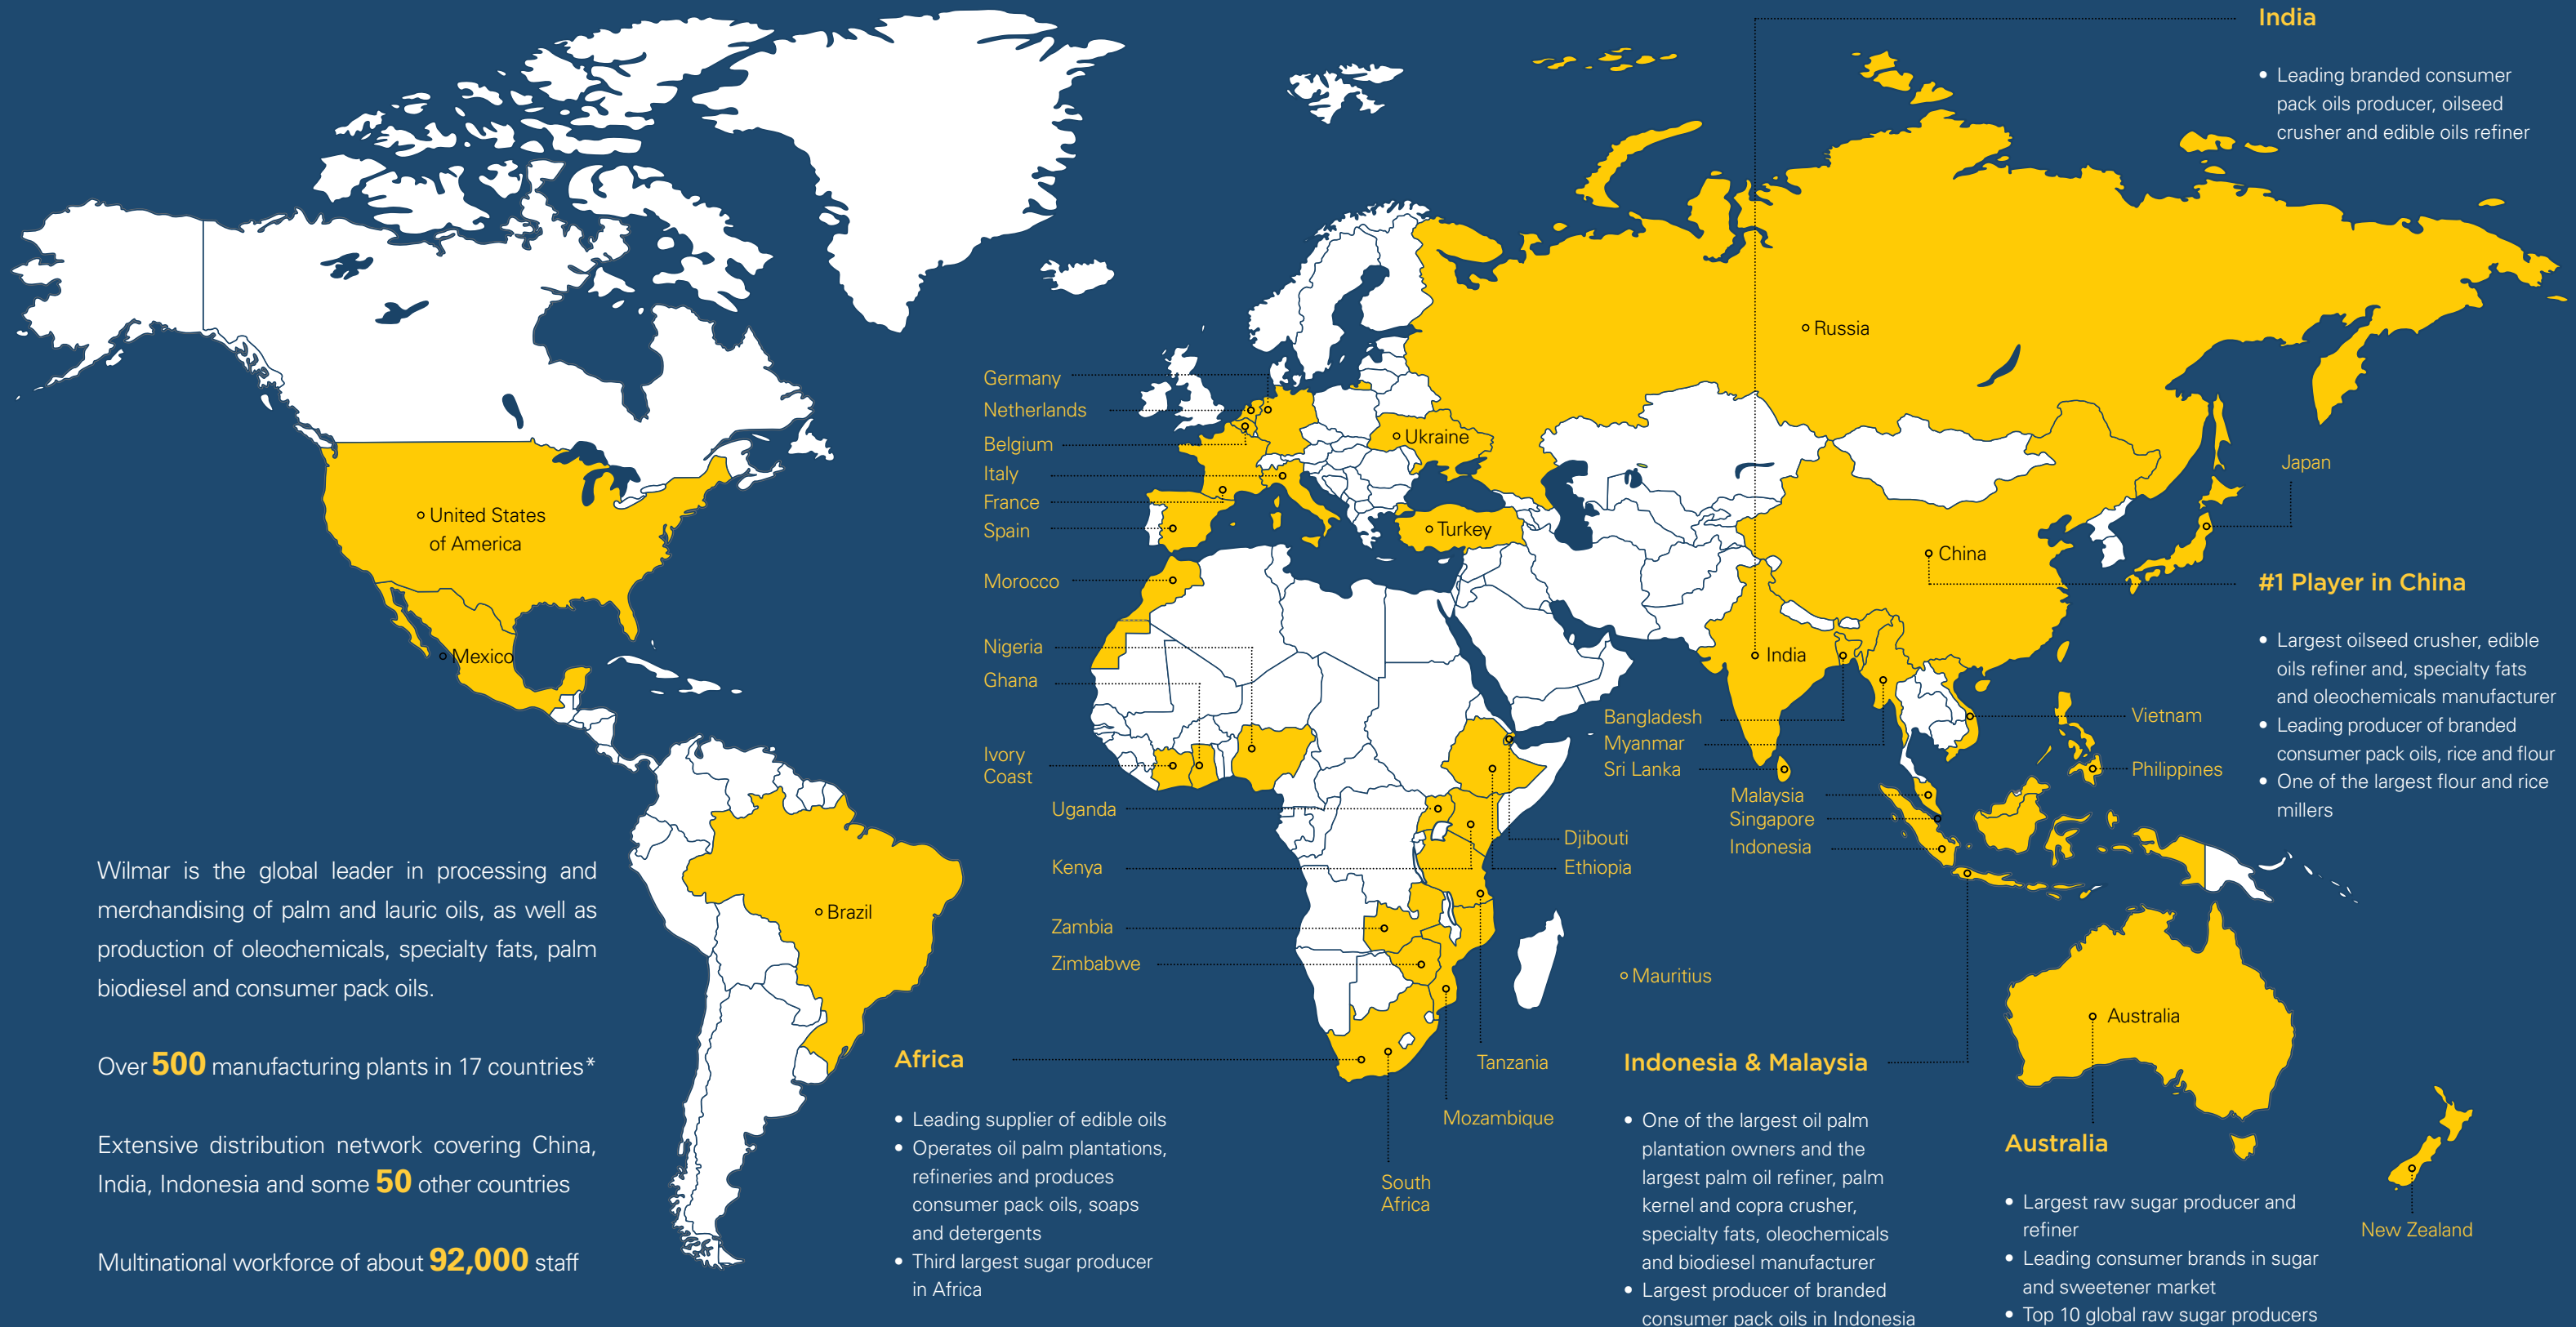 India
• Leading branded consumer
pack oils producer, oilseed
crusher and edible oils refiner
Russia
Germany
Netherlands
Belgium
Italy
France
Spain
Ukraine
Turkey
Japan
United States
of America
Mexico
China
#1 Player in China
• Largest oilseed crusher, edible
oils refiner and, specialty fats
and oleochemicals manufacturer
• Leading producer of branded
consumer pack oils, rice and flour
• One of the largest flour and rice
millers
Morocco
Nigeria
Ghana
Ivory
Coast
Uganda
Kenya
Zambia
Zimbabwe
India
Bangladesh
Myanmar
Sri Lanka
Malaysia
Singapore
Indonesia
Vietnam
Philippines
Djibouti
Ethiopia
Brazil
Mauritius
Australia
Tanzania
Mozambique
South
Africa
New Zealand
Wilmar is the global leader in processing and
merchandising of palm and lauric oils, as well as
production of oleochemicals, specialty fats, palm
biodiesel and consumer pack oils.
Over 500 manufacturing plants in 17 countries*
Extensive distribution network covering China,
India, Indonesia and some 50 other countries
Multinational workforce of about 92,000 staff
Africa
• Leading supplier of edible oils
• Operates oil palm plantations,
refineries and produces
consumer pack oils, soaps
and detergents
• Third largest sugar producer
in Africa
Indonesia & Malaysia
• One of the largest oil palm
plantation owners and the
largest palm oil refiner, palm
kernel and copra crusher,
specialty fats, oleochemicals
and biodiesel manufacturer
• Largest producer of branded
consumer pack oils in Indonesia
Australia
• Largest raw sugar producer and
refiner
• Leading consumer brands in sugar
and sweetener market
• Top 10 global raw sugar producers